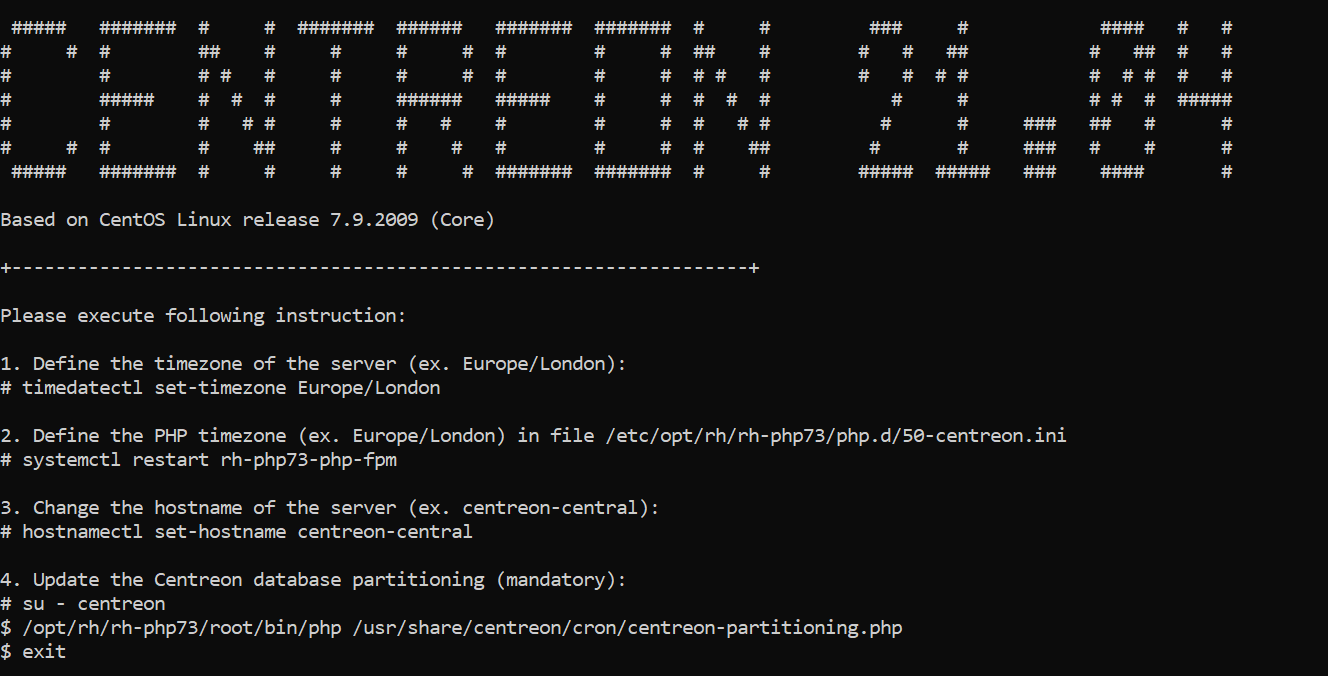 CENTREON 21.04
Based on CentOS Linux release 7.9.2009 (Core)
+-------------------------------------------------------------------+
Please execute following instruction:
1. Define the timezone of the server (ex. Europe/London):
# timedatectl set-timezone Europe/London
2. Define the PHP timezone (ex. Europe/London) in file /etc/opt/rh/rh-php73/php.d/50-centreon.ini
# systemctl restart rh-php73-php-fpm
3. Change the hostname of the server (ex. centreon-central):
# hostnamectl set-hostname centreon-central
4. Update the Centreon database partitioning (mandatory):
# su - centreon
$ /opt/rh/rh-php73/root/bin/php /usr/share/centreon/cron/centreon-partitioning.php
$ exit